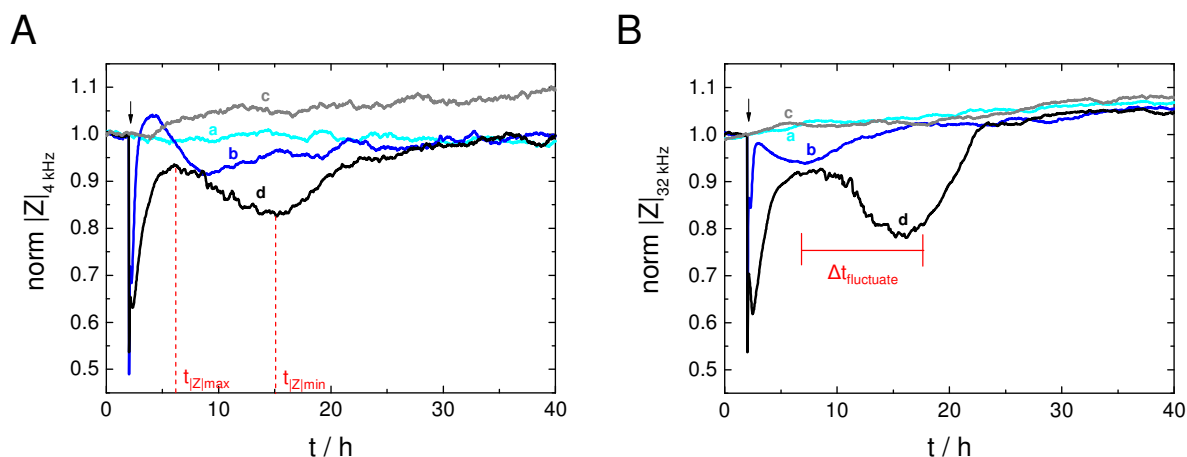 A
norm |Z|4 kHz
1.1
1.0
0.9
0.8
0.7
0.6
0.5
0
10
20
30
40
t / h
c
a
b
d
t|Z|max
t|Z|min
B
norm |Z|32 kHz
1.1
1.0
0.9
0.8
0.7
0.6
0.5
0
10
20
30
40
t / h
c
a
b
d
Δtfluctuate